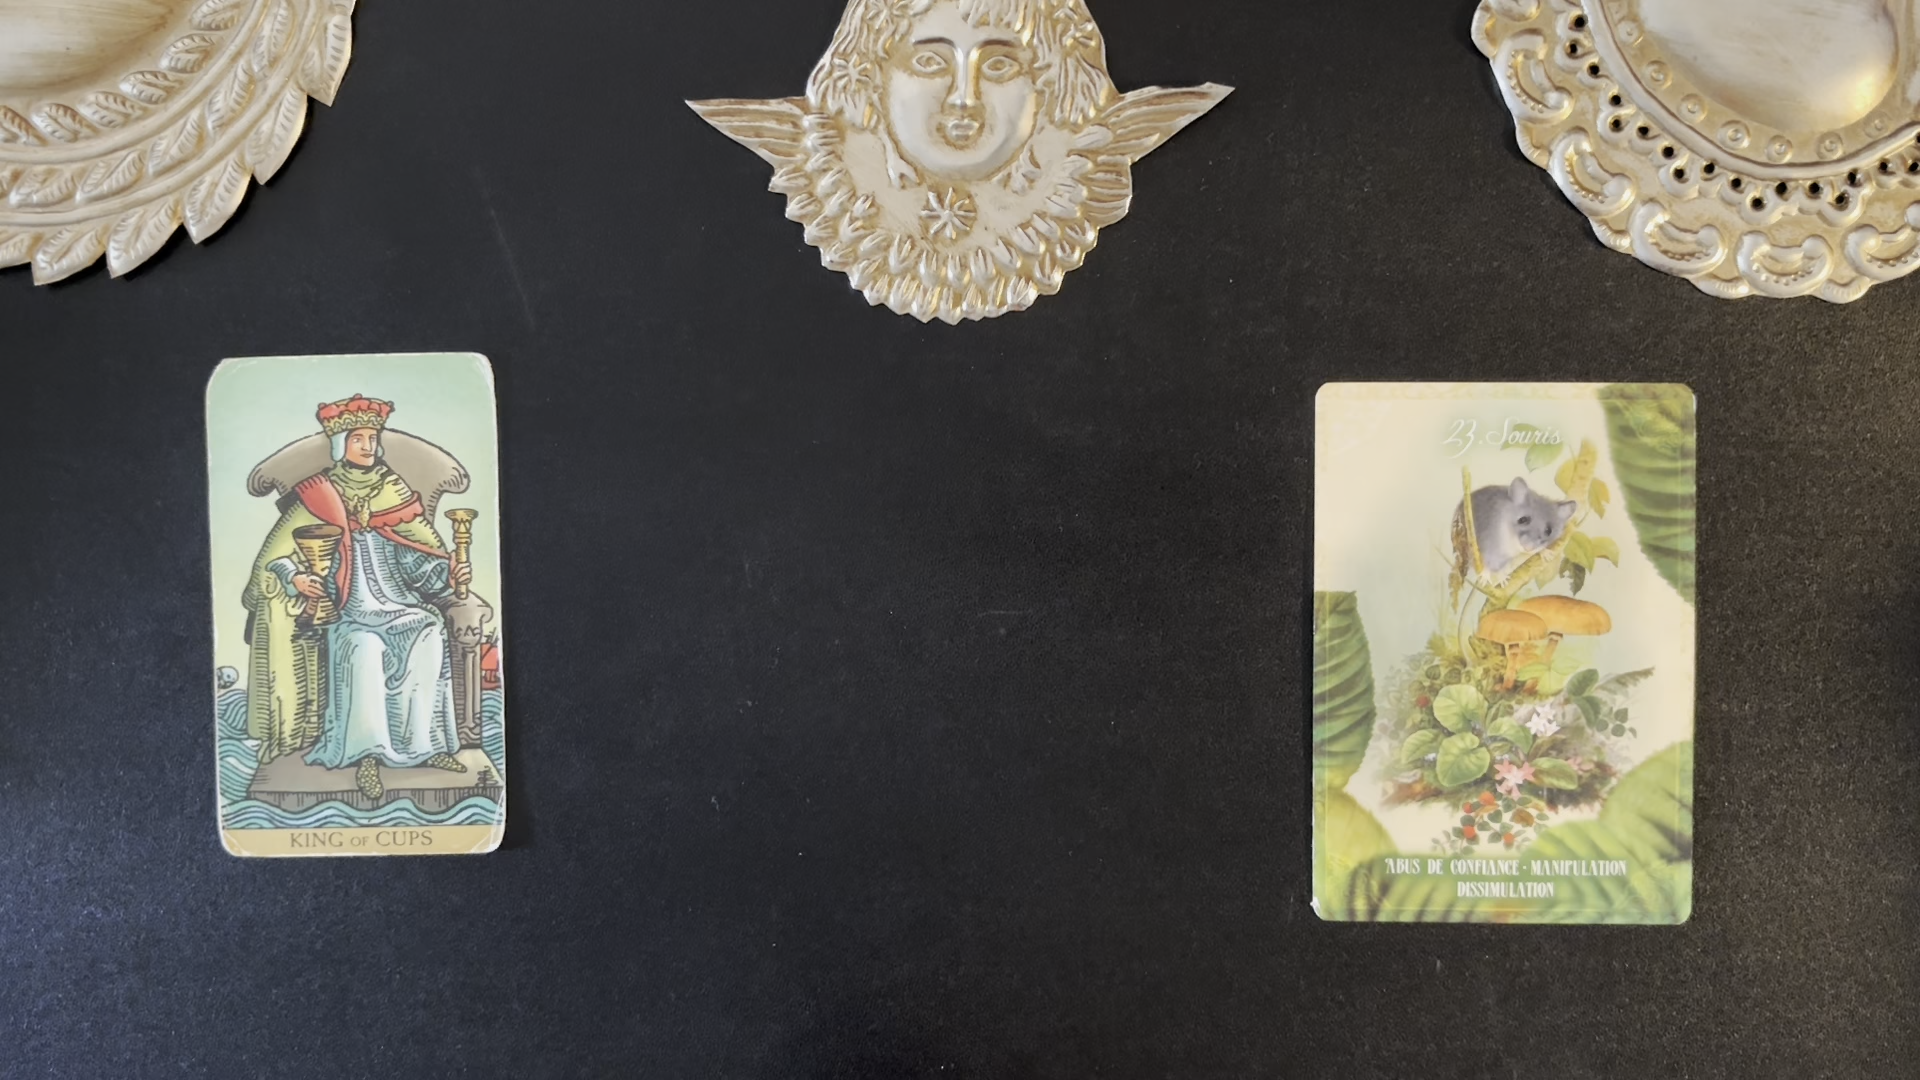 KING OF CUPS
23. Souris
ABUS DE CONFIANCE · MANIPULATION
DISSIMULATION